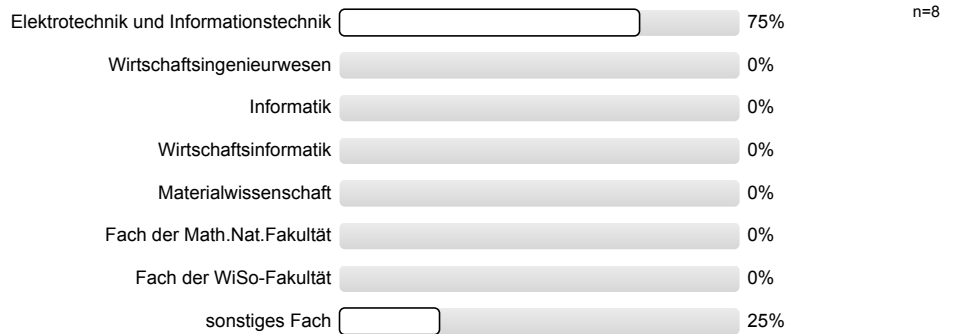 Elektrotechnik und Informationstechnik 75% n=8
Wirtschaftsingenieurwesen 0%
Informatik 0%
Wirtschaftsinformatik 0%
Materialwissenschaft 0%
Fach der Math.Nat.Fakultät 0%
Fach der WiSo-Fakultät 0%
sonstiges Fach 25%